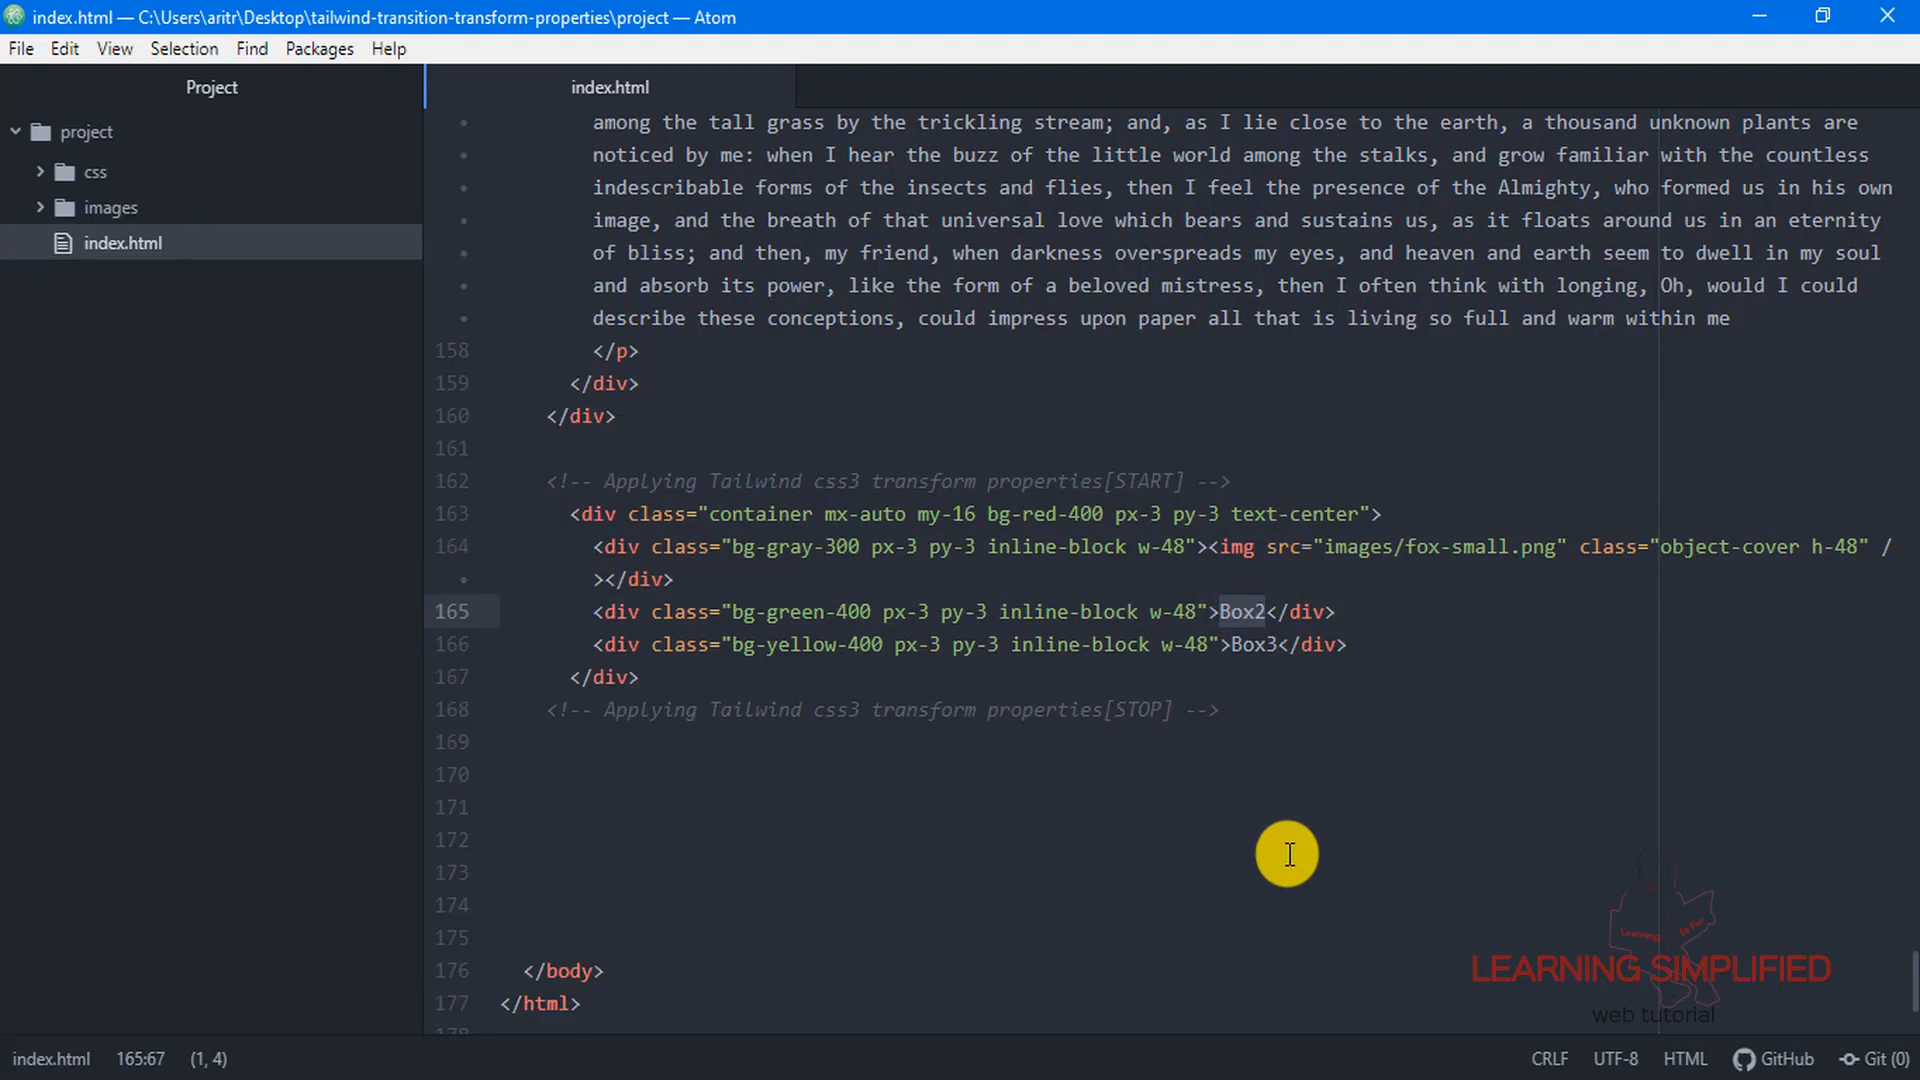 index.html — C:\Users\aritr\Desktop\tailwind-transition-transform-properties\project — Atom
File Edit View Selection Find Packages Help
Project
index.html
project
css
images
index.html
among the tall grass by the trickling stream; and, as I lie close to the earth, a thousand unknown plants are
noticed by me: when I hear the buzz of the little world among the stalks, and grow familiar with the countless
indescribable forms of the insects and flies, then I feel the presence of the Almighty, who formed us in his own
image, and the breath of that universal love which bears and sustains us, as it floats around us in an eternity
of bliss; and then, my friend, when darkness overspreads my eyes, and heaven and earth seem to dwell in my soul
and absorb its power, like the form of a beloved mistress, then I often think with longing, Oh, would I could
describe these conceptions, could impress upon paper all that is living so full and warm within me
158 </p>
159 </div>
160 </div>
161
162 <!-- Applying Tailwind css3 transform properties[START] -->
163 <div class="container mx-auto my-16 bg-red-400 px-3 py-3 text-center">
164 <div class="bg-gray-300 px-3 py-3 inline-block w-48"><img src="images/fox-small.png" class="object-cover h-48" /
></div>
165 <div class="bg-green-400 px-3 py-3 inline-block w-48">Box2</div>
166 <div class="bg-yellow-400 px-3 py-3 inline-block w-48">Box3</div>
167 </div>
168 <!-- Applying Tailwind css3 transform properties[STOP] -->
169
170
171
172
173
174
175
176 </body>
177 </html>
178
Learning is Fun
LEARNING SIMPLIFIED
web tutorial
index.html 165:67 (1, 4) CRLF UTF-8 HTML GitHub Git (0)